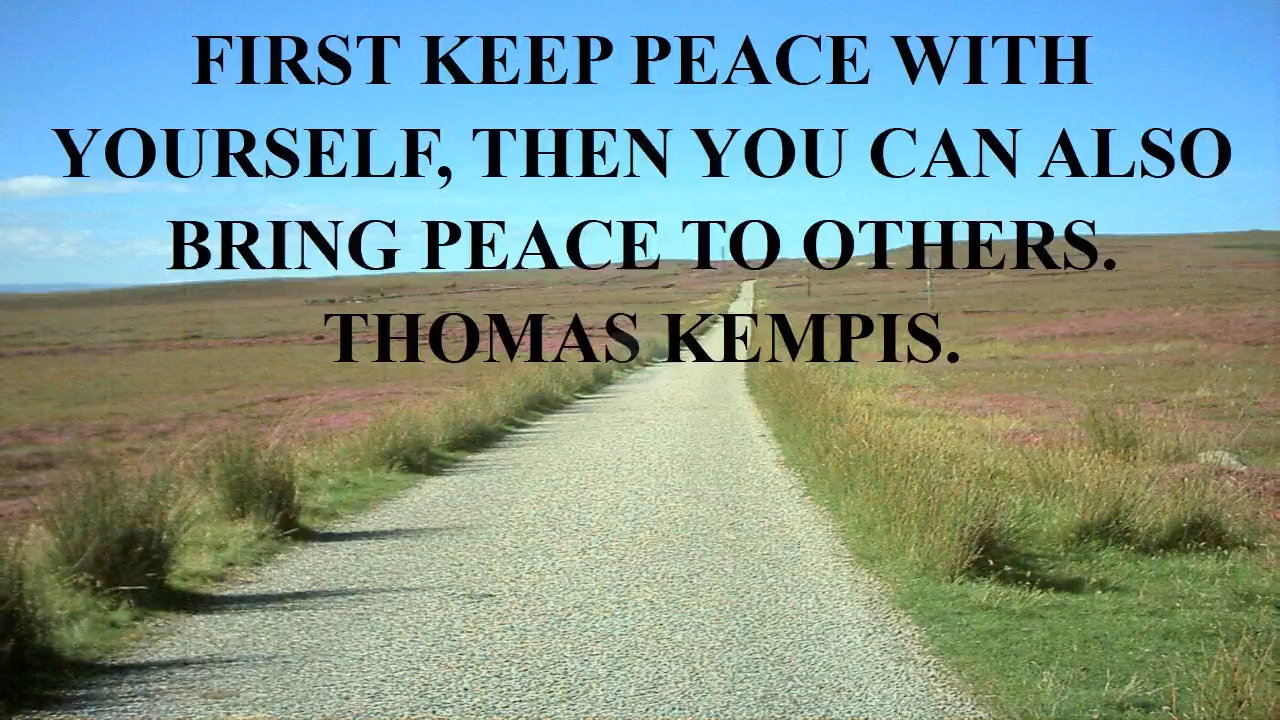 FIRST KEEP PEACE WITH
YOURSELF, THEN YOU CAN ALSO
BRING PEACE TO OTHERS.
THOMAS KEMPIS.